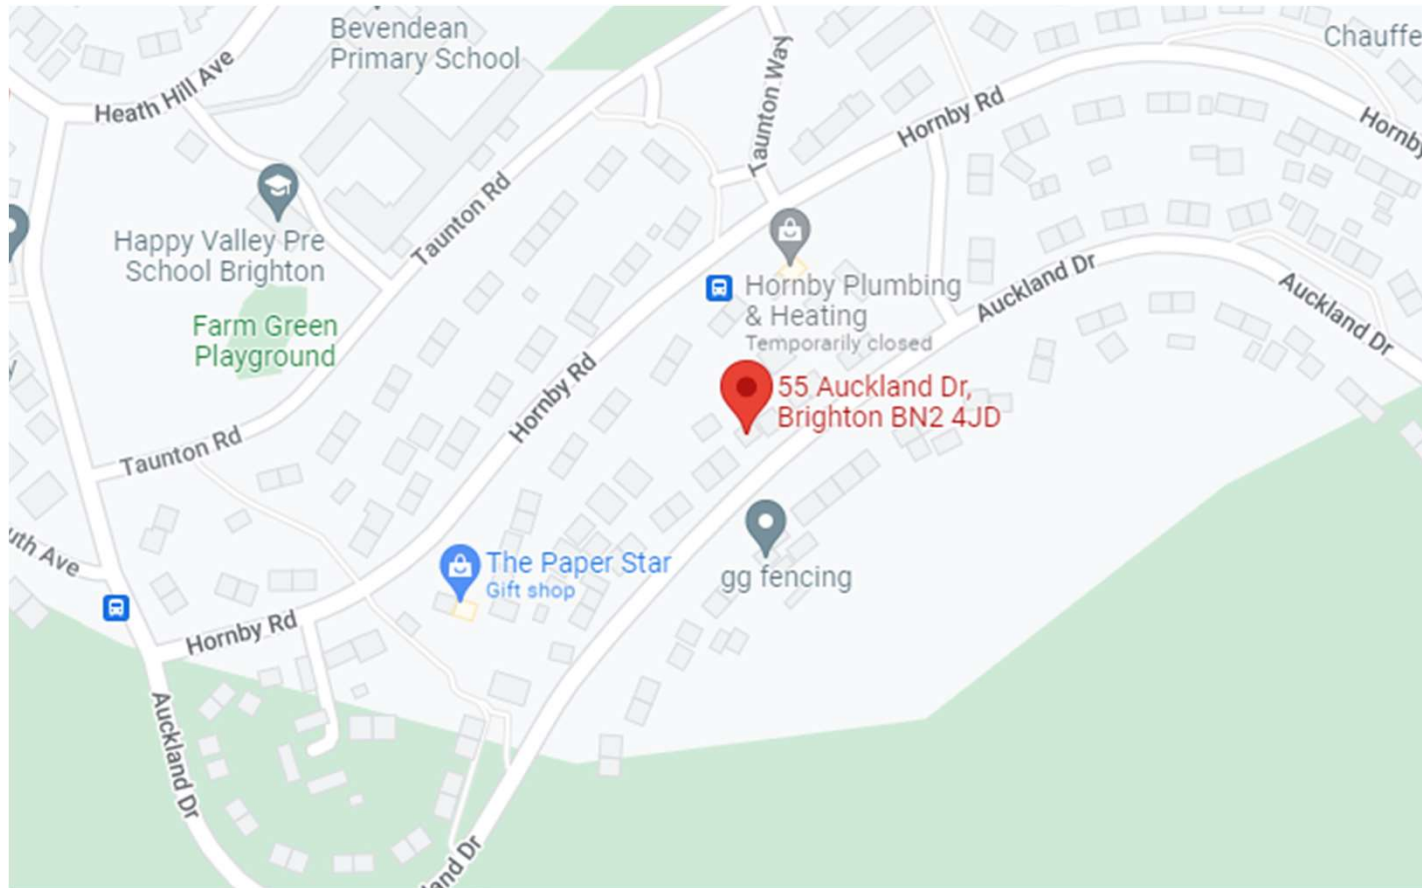 Bevendean
Primary School
Chauffe
Heath Hill Ave
Taunton Way
Hornby Rd
Hornby
Taunton Rd
Happy Valley Pre
School Brighton
Auckland Dr
Hornby Plumbing
& Heating
Temporarily closed
Auckland Dr
Farm Green
Playground
Hornby Rd
55 Auckland Dr,
Brighton BN2 4JD
Taunton Rd
uth Ave
The Paper Star
Gift shop
gg fencing
Hornby Rd
Auckland Dr
land Dr